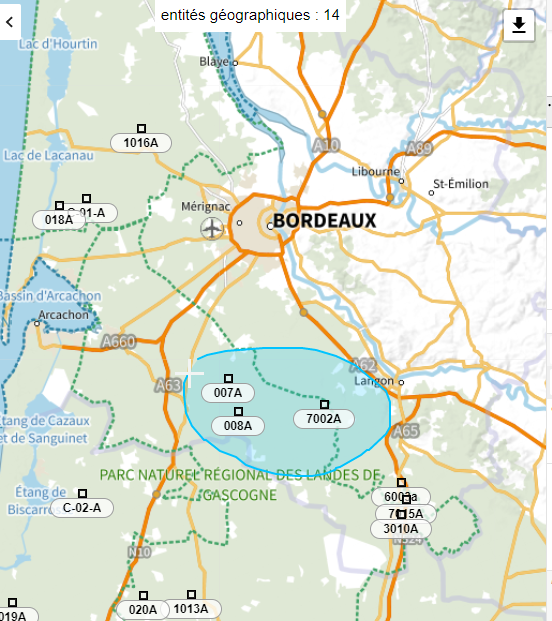 entités géographiques : 14
Lac d'Hourtin
Blaye
A10
1016A
A89
Lac de Lacanau
Libourne
St-Émilion
C-01-A
018A
Mérignac
BORDEAUX
Bassin d'Arcachon
Arcachon
A660
A62
A63
Langon
007A
008A
7002A
Étang de Cazaux
et de Sanguinet
A65
PARC NATUREL RÉGIONAL DES LANDES DE
GASCOGNE
Étang de
Biscarr
C-02-A
6003a
7015A
3010A
N524
N10
019A
020A
1013A